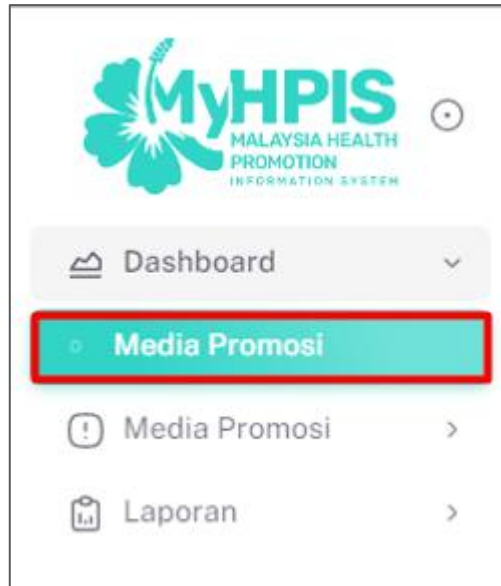 MyHPIS
MALAYSIA HEALTH
PROMOTION
INFORMATION SYSTEM
Dashboard
Media Promosi
Media Promosi
Laporan